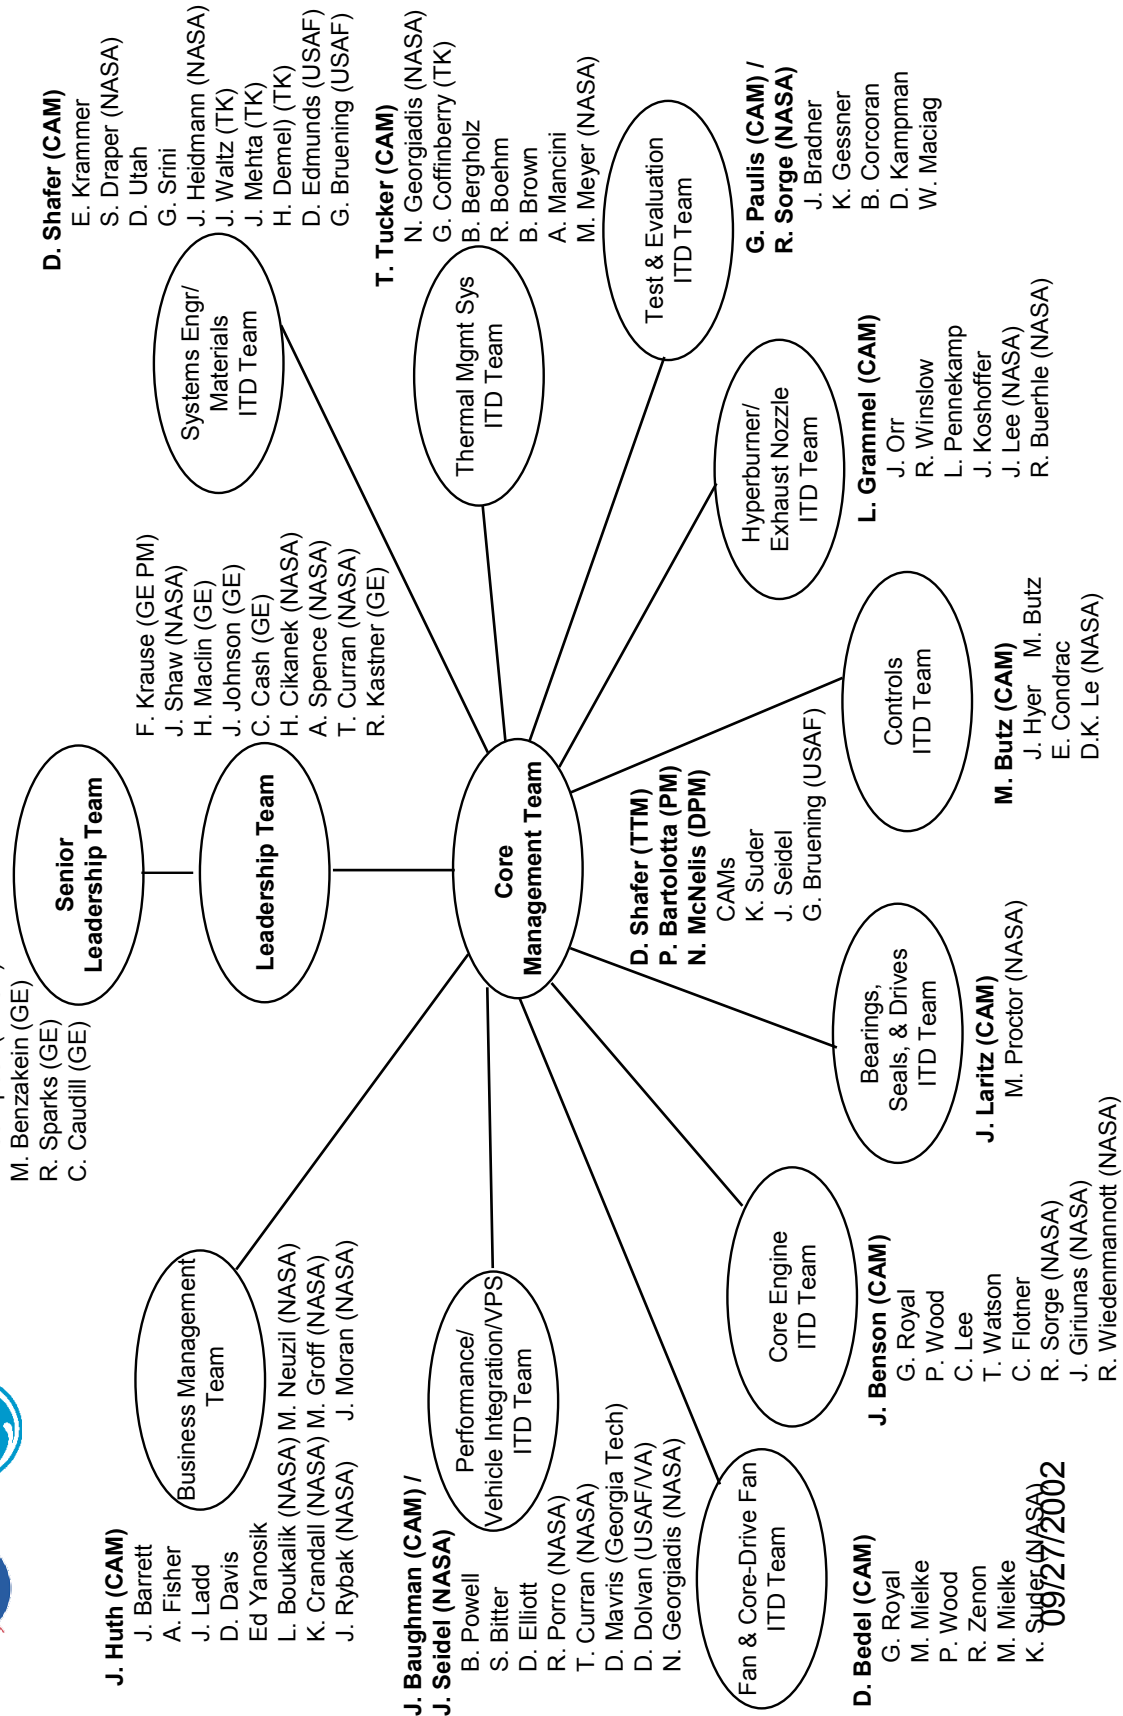 M. Benzakein (GE)
R. Sparks (GE)
C. Caudill (GE)
Senior
Leadership Team
Leadership Team
F. Krause (GE PM)
J. Shaw (NASA)
H. Maclin (GE)
J. Johnson (GE)
C. Cash (GE)
H. Cikanek (NASA)
A. Spence (NASA)
T. Curran (NASA)
R. Kastner (GE)
Core
Management Team
D. Shafer (TTM)
P. Bartolotta (PM)
N. McNelis (DPM)
CAMs
K. Suder
J. Seidel
G. Bruening (USAF)
Business Management
Team
J. Huth (CAM)
J. Barrett
A. Fisher
J. Ladd
D. Davis
Ed Yanosik
L. Boukalik (NASA) M. Neuzil (NASA)
K. Crandall (NASA) M. Groff (NASA)
J. Rybak (NASA) J. Moran (NASA)
Performance/
Vehicle Integration/VPS
ITD Team
J. Baughman (CAM) /
J. Seidel (NASA)
B. Powell
S. Bitter
D. Elliott
R. Porro (NASA)
T. Curran (NASA)
D. Mavris (Georgia Tech)
D. Dolvan (USAF/VA)
N. Georgiadis (NASA)
Fan & Core-Drive Fan
ITD Team
D. Bedel (CAM)
G. Royal
M. Mielke
P. Wood
R. Zenon
M. Mielke
K. Suder (NASA)
Core Engine
ITD Team
J. Benson (CAM)
G. Royal
P. Wood
C. Lee
T. Watson
C. Flotner
R. Sorge (NASA)
J. Giriunas (NASA)
R. Wiedenmannott (NASA)
Bearings,
Seals, & Drives
ITD Team
J. Laritz (CAM)
M. Proctor (NASA)
Controls
ITD Team
M. Butz (CAM)
J. Hyer M. Butz
E. Condrac
D.K. Le (NASA)
Hyperburner/
Exhaust Nozzle
ITD Team
L. Grammel (CAM)
J. Orr
R. Winslow
L. Pennekamp
J. Koshoffer
J. Lee (NASA)
R. Buerhle (NASA)
Test & Evaluation
ITD Team
G. Paulis (CAM) /
R. Sorge (NASA)
J. Bradner
K. Gessner
B. Corcoran
D. Kampman
W. Maciag
Thermal Mgmt Sys
ITD Team
T. Tucker (CAM)
N. Georgiadis (NASA)
G. Coffinberry (TK)
B. Bergholz
R. Boehm
B. Brown
A. Mancini
M. Meyer (NASA)
Systems Engr/
Materials
ITD Team
D. Shafer (CAM)
E. Krammer
S. Draper (NASA)
D. Utah
G. Srini
J. Heidmann (NASA)
J. Waltz (TK)
J. Mehta (TK)
H. Demel) (TK)
D. Edmunds (USAF)
G. Bruening (USAF)
09/27/2002